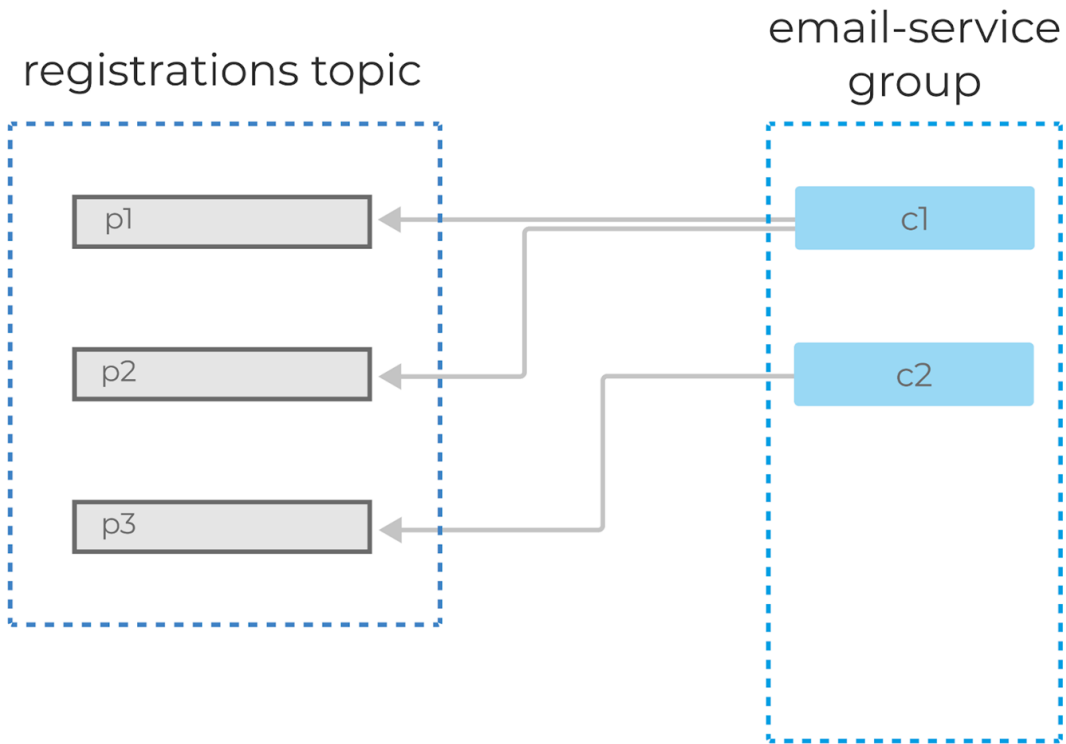 registrations topic
email-service
group
p1
c1
p2
c2
p3